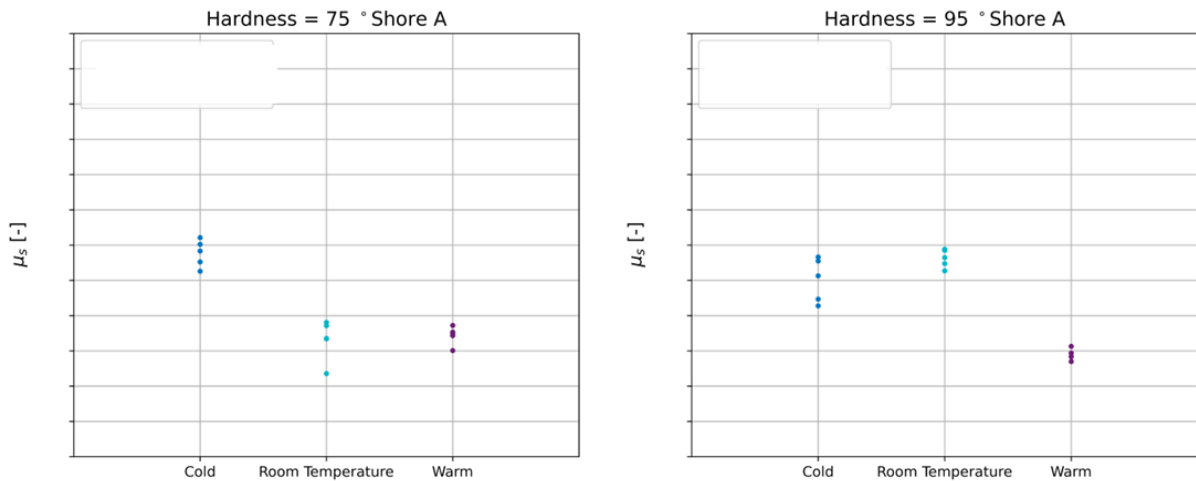 Hardness = 75 °Shore A
μs [-]
Cold
Room Temperature
Warm
Hardness = 95 °Shore A
μs [-]
Cold
Room Temperature
Warm